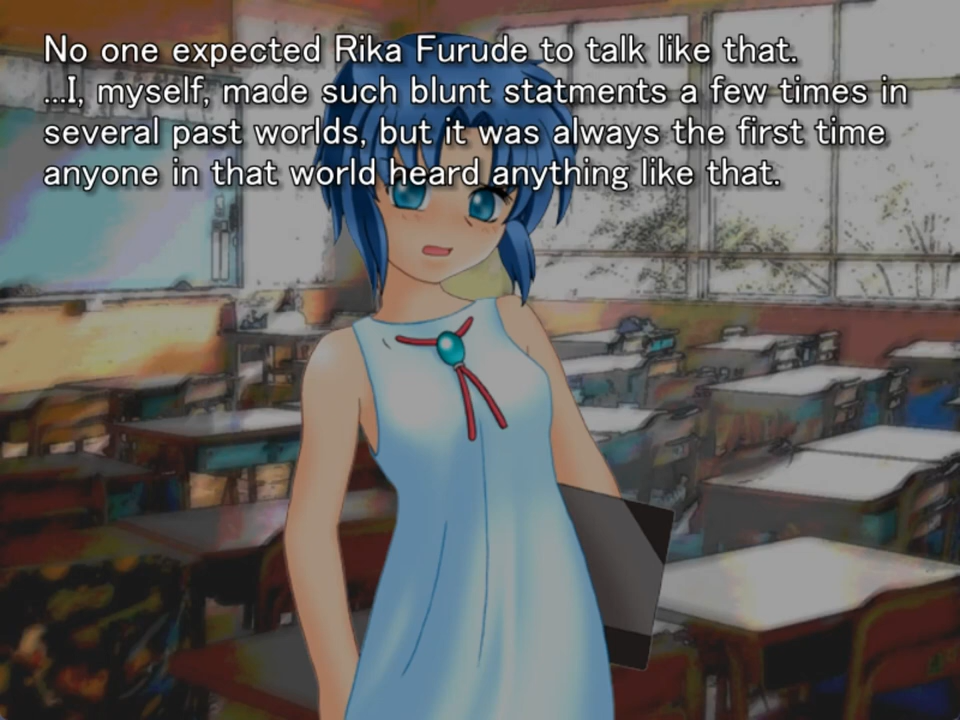 No one expected Rika Furude to talk like that.
...I, myself, made such blunt statments a few times in
several past worlds, but it was always the first time
anyone in that world heard anything like that.